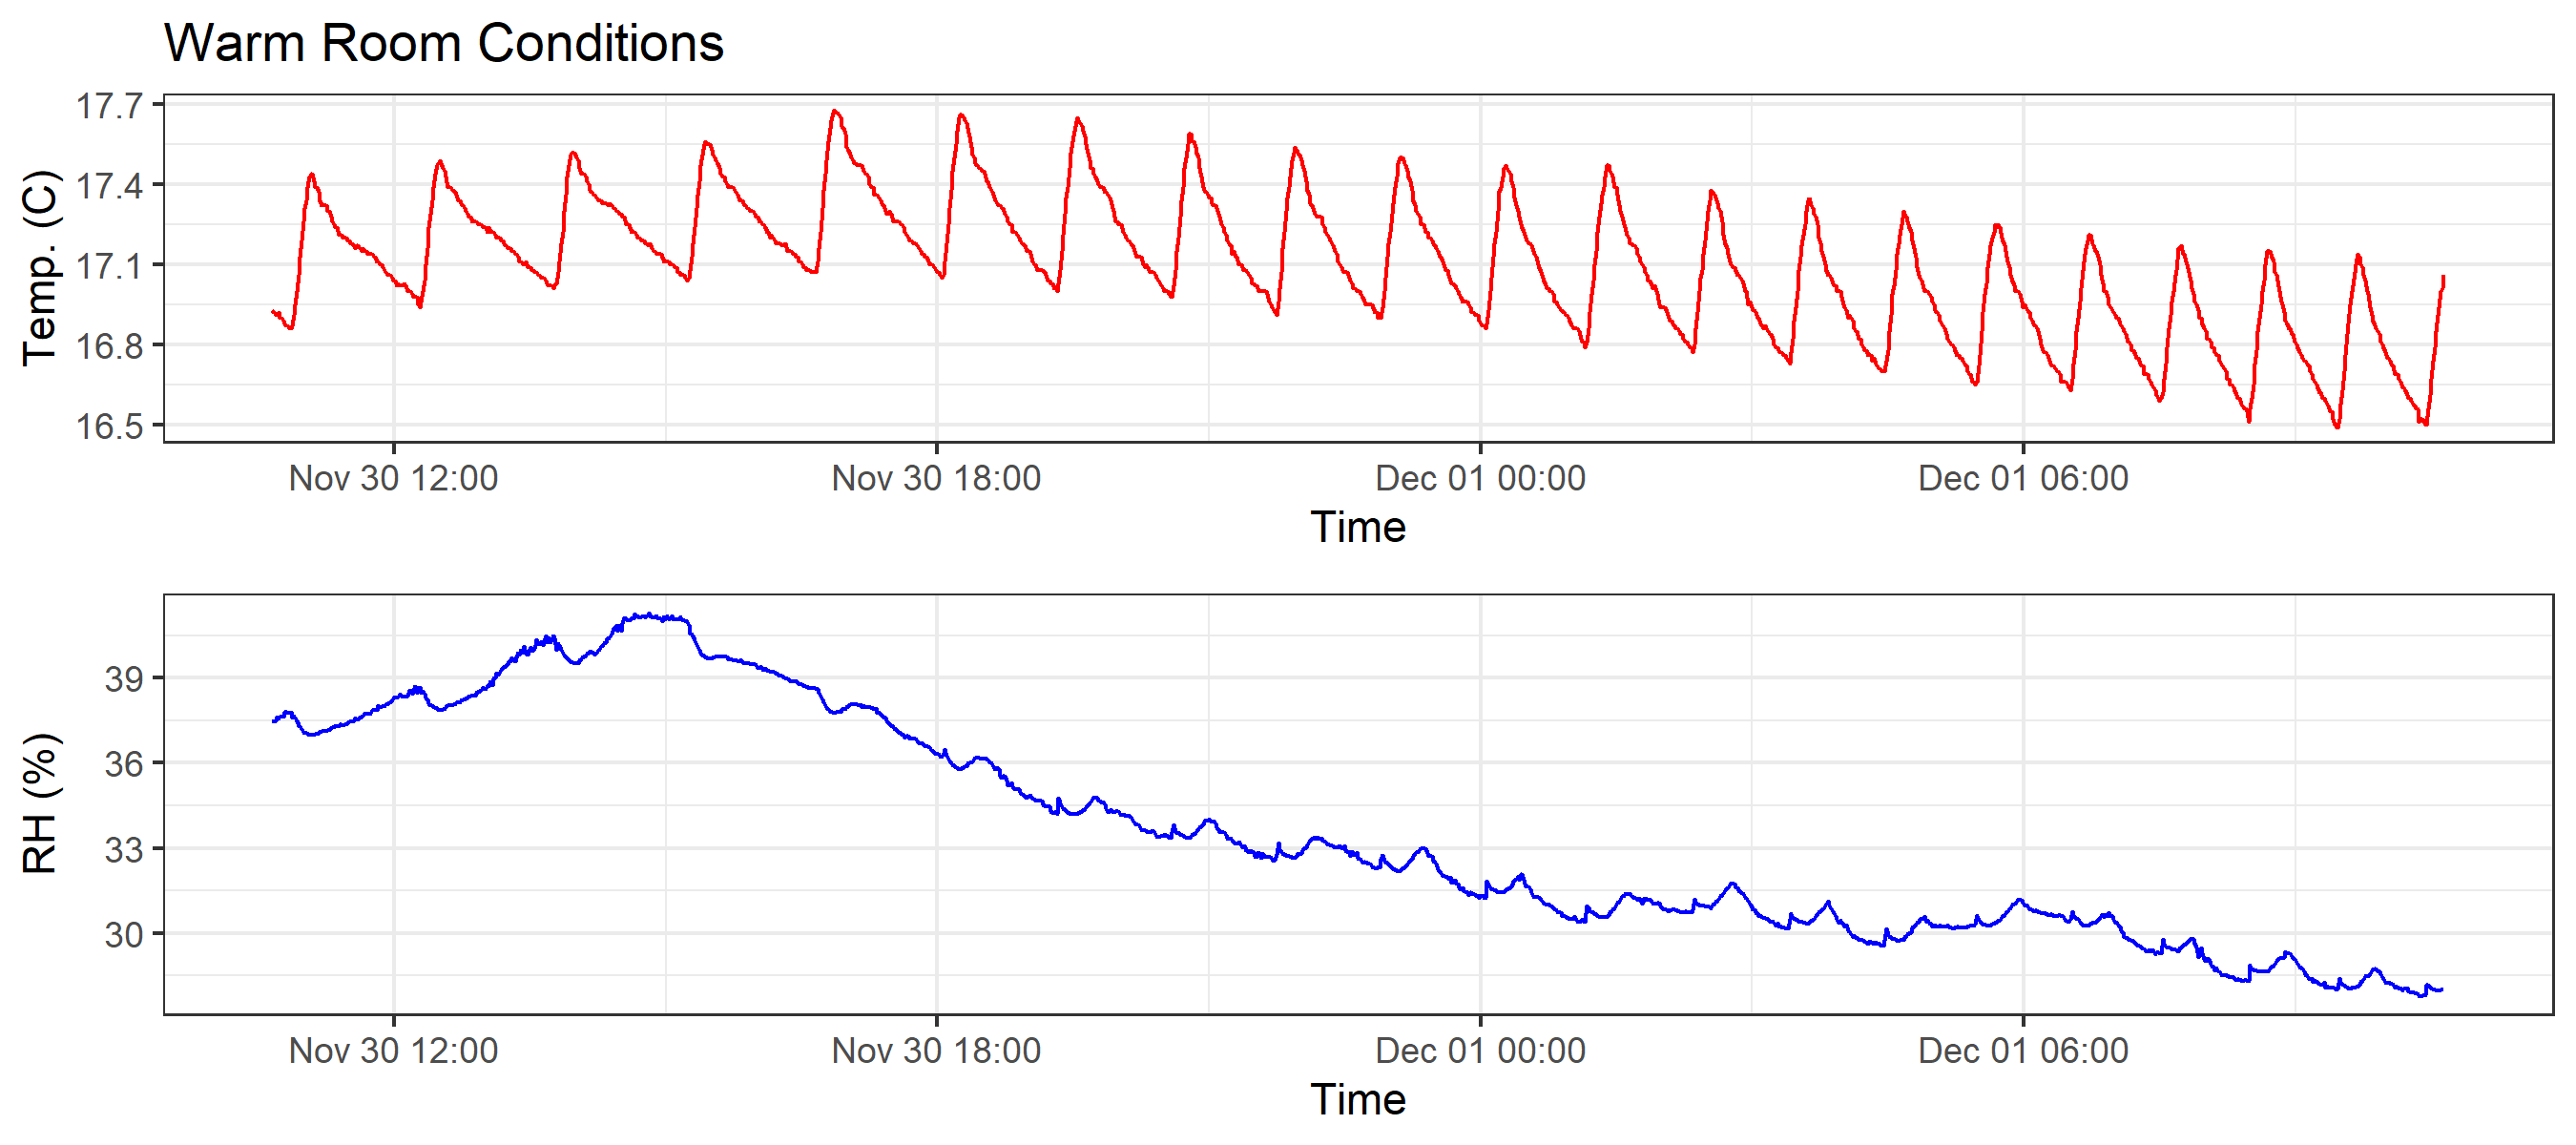 Warm Room Conditions
Temp. (C)
17.7
17.4
17.1
16.8
16.5
Nov 30 12:00 Nov 30 18:00 Dec 01 00:00 Dec 01 06:00
Time
RH (%)
39
36
33
30
Nov 30 12:00 Nov 30 18:00 Dec 01 00:00 Dec 01 06:00
Time